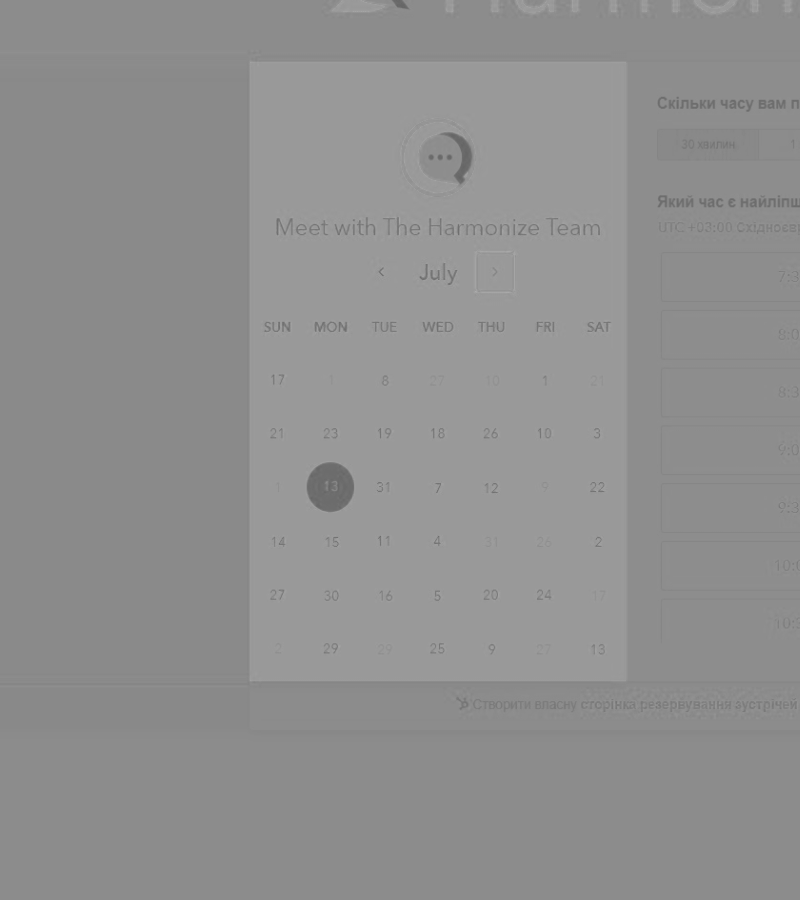 Harmon
Meet with The Harmonize Team
July
SUN MON TUE WED THU FRI SAT
17 1 8 27 10 1 21
21 23 19 18 26 10 3
1 13 31 7 12 9 22
14 15 11 4 31 26 2
27 30 16 5 20 24 17
2 29 29 25 9 27 13
Скільки часу вам п
30 хвилин 1
Який час є найліпш
UTC +03:00 Східноєв
7:3
8:0
8:3
9:0
9:3
10:0
10:3
Створити власну сторінка резервування зустрічей